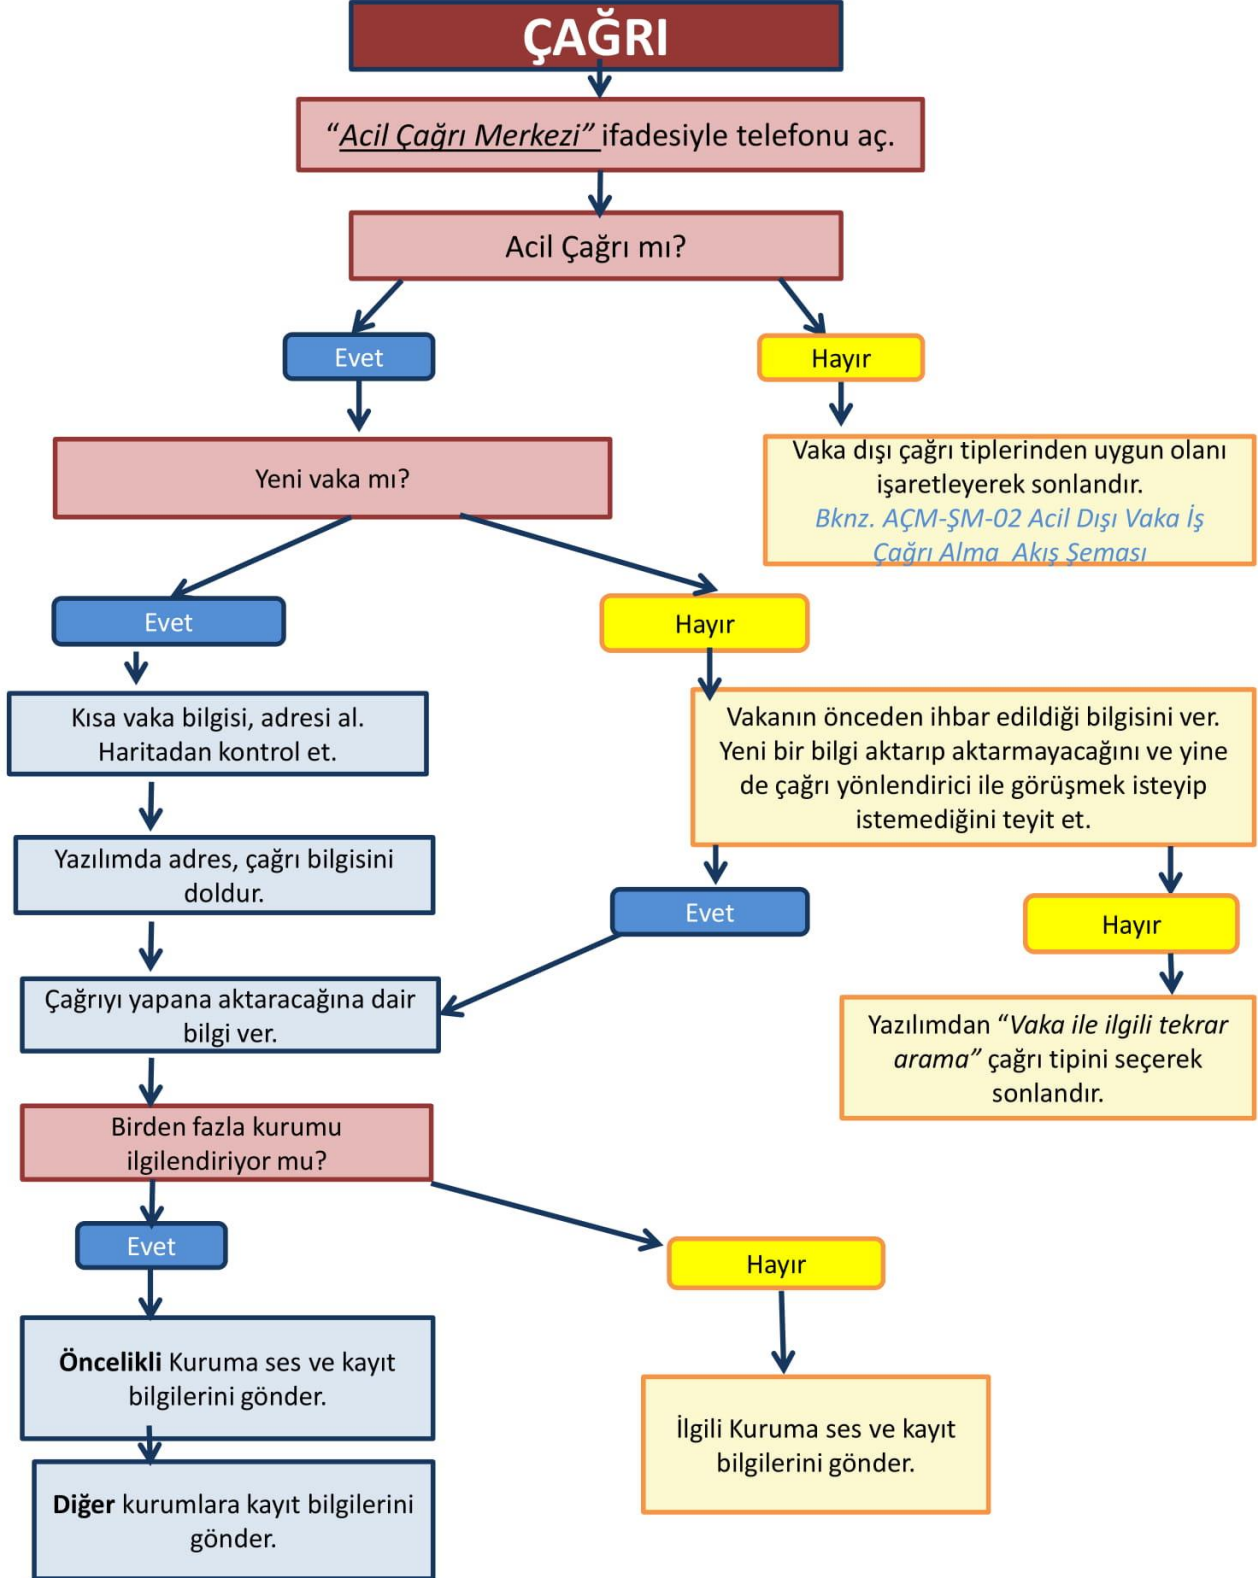 ÇAĞRI
“Acil Çağrı Merkezi” ifadesiyle telefonu aç.
Acil Çağrı mı?
Evet
Hayır
Yeni vaka mı?
Vaka dışı çağrı tiplerinden uygun olanı
işaretleyerek sonlandır.
Bknz. AÇM-ŞM-02 Acil Dışı Vaka İş
Çağrı Alma Akış Şeması
Evet
Hayır
Kısa vaka bilgisi, adresi al.
Haritadan kontrol et.
Vakanın önceden ihbar edildiği bilgisini ver.
Yeni bir bilgi aktarıp aktarmayacağını ve yine
de çağrı yönlendirici ile görüşmek isteyip
istemediğini teyit et.
Yazılımda adres, çağrı bilgisini
doldur.
Evet
Hayır
Çağrıyı yapana aktaracağına dair
bilgi ver.
Yazılımdan “Vaka ile ilgili tekrar
arama” çağrı tipini seçerek
sonlandır.
Birden fazla kurumu
ilgilendiriyor mu?
Evet
Hayır
Öncelikli Kuruma ses ve kayıt
bilgilerini gönder.
İlgili Kuruma ses ve kayıt
bilgilerini gönder.
Diğer kurumlara kayıt bilgilerini
gönder.